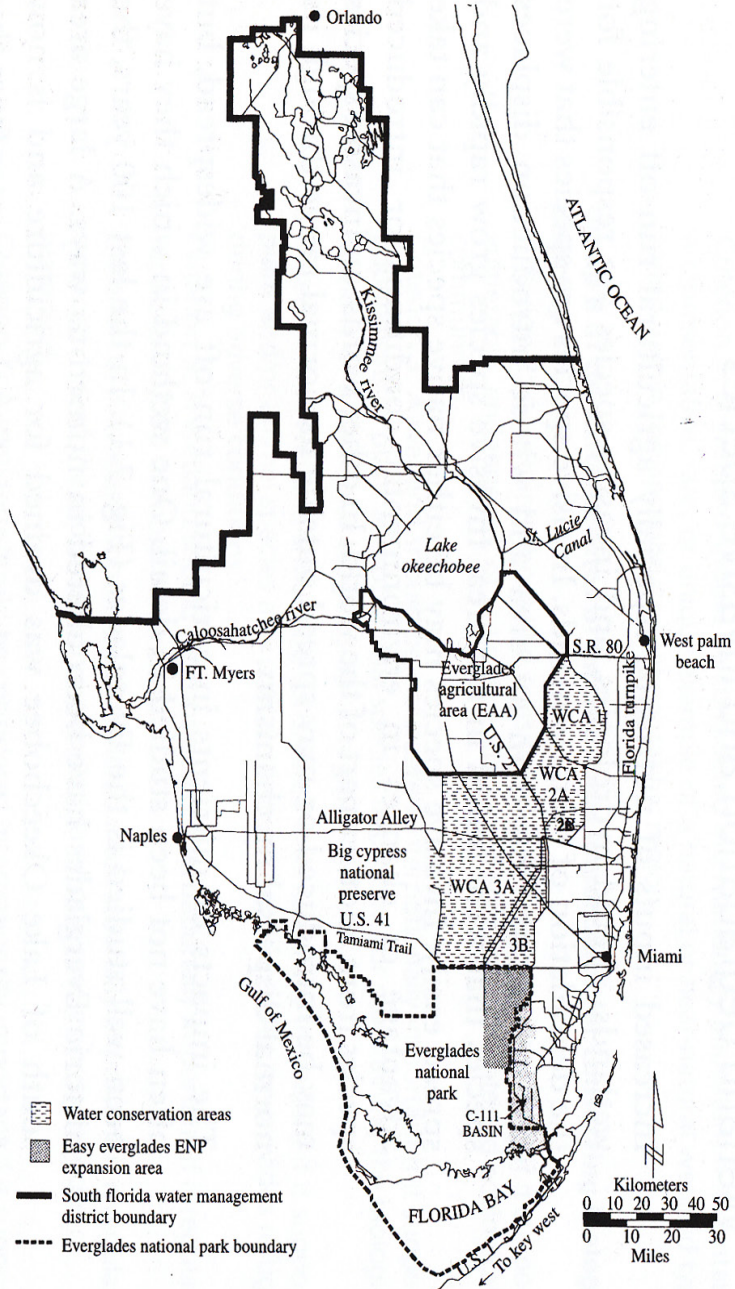 Orlando
ATLANTIC OCEAN
Kissimmee river
Lake
okeechobee
St. Lucie
Canal
Caloosahatchee river
S.R. 80
West palm
beach
FT. Myers
Everglades
agricultural
area (EAA)
WCA 1
Florida turnpike
U.S. 27
WCA
2A
2B
Alligator Alley
Naples
Big cypress
national
preserve
WCA 3A
U.S. 41
Tamiami Trail
3B
Miami
Gulf of Mexico
Everglades
national
park
C-111
BASIN
Water conservation areas
Easy everglades ENP
expansion area
South florida water management
district boundary
Everglades national park boundary
FLORIDA BAY
U.S. 1
To key west
Kilometers
0 10 20 30 40 50
0 10 20 30
Miles